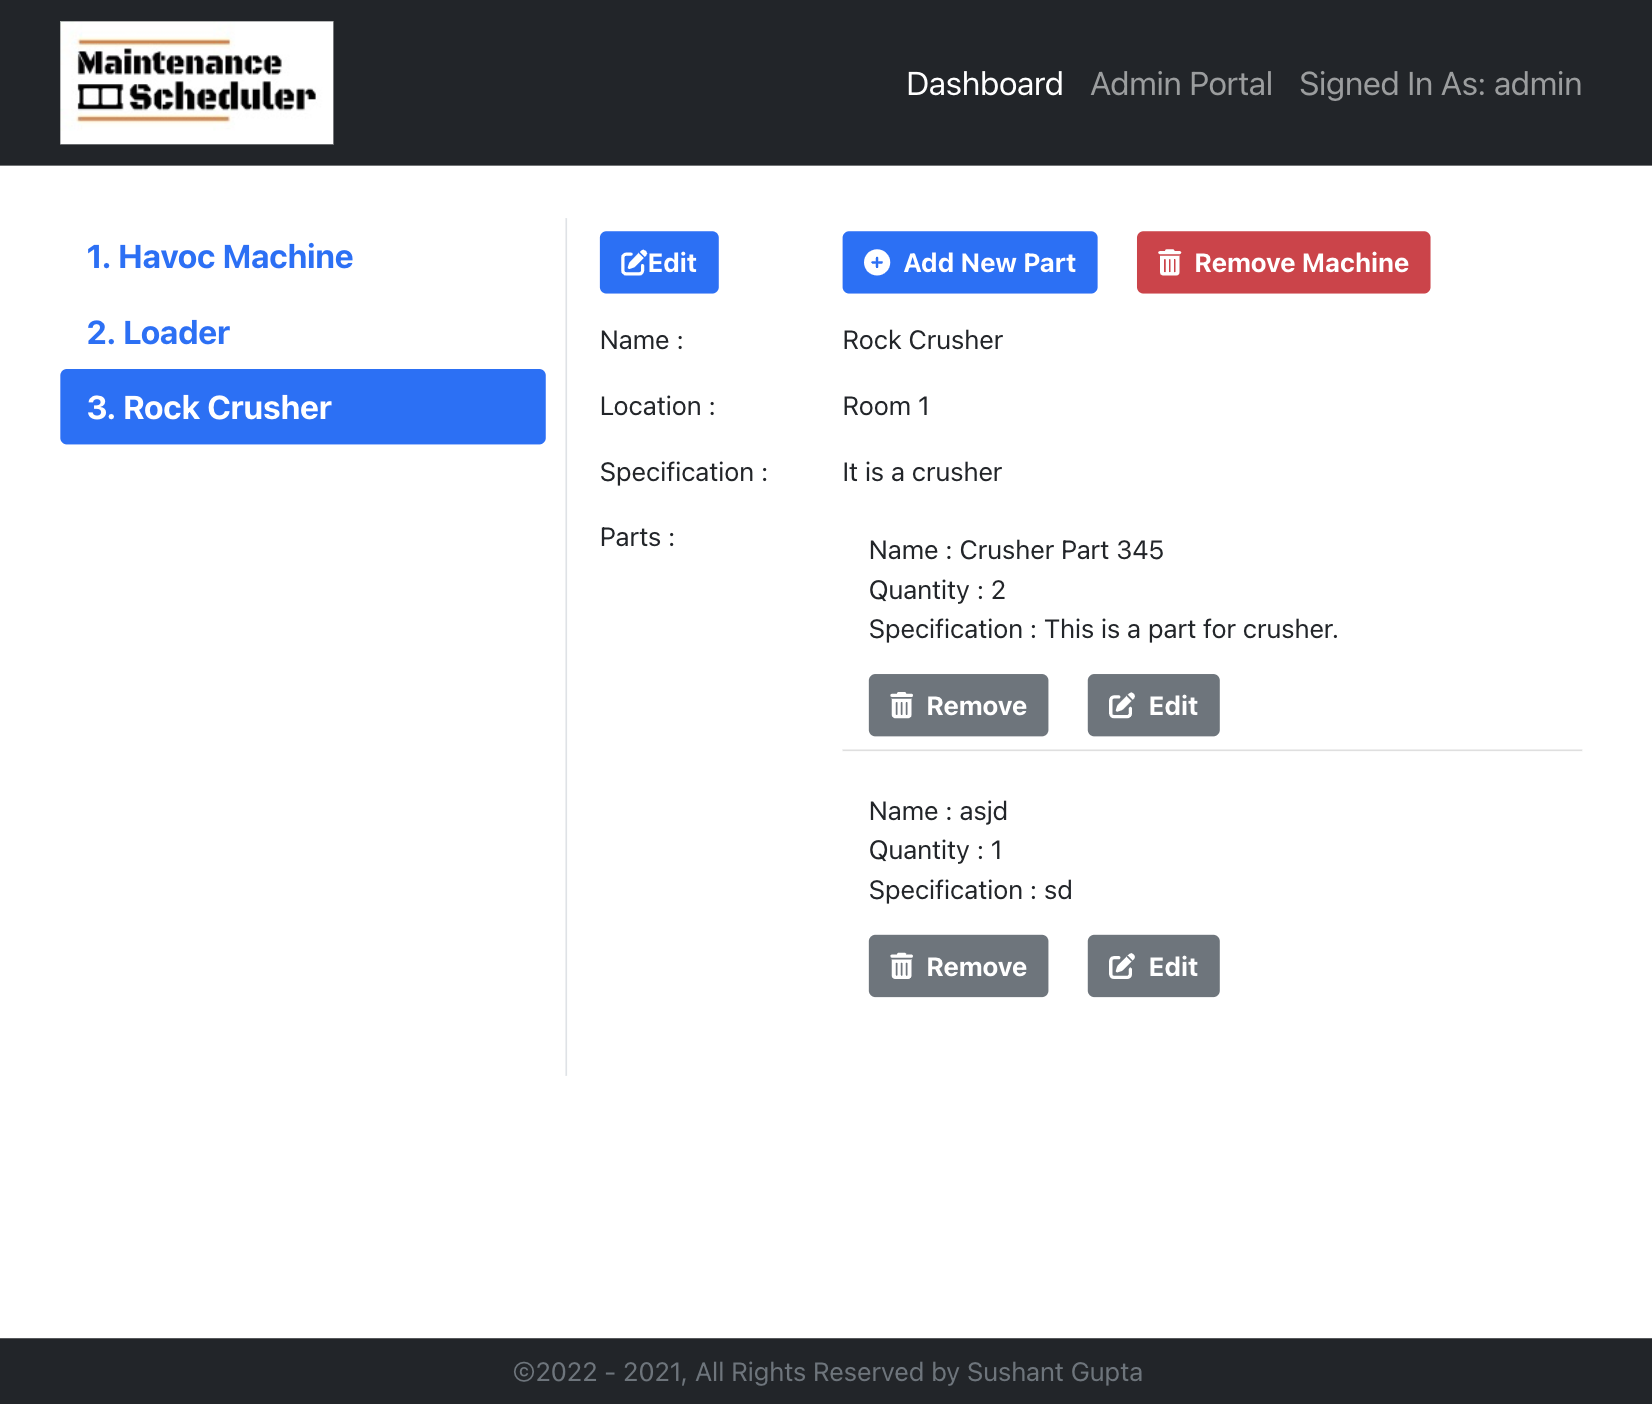 Maintenance
Scheduler
Dashboard Admin Portal Signed In As: admin
1. Havoc Machine
2. Loader
3. Rock Crusher
Edit Add New Part Remove Machine
Name : Rock Crusher
Location : Room 1
Specification : It is a crusher
Parts :
Name : Crusher Part 345
Quantity : 2
Specification : This is a part for crusher.
Remove Edit
Name : asjd
Quantity : 1
Specification : sd
Remove Edit
©2022 - 2021, All Rights Reserved by Sushant Gupta